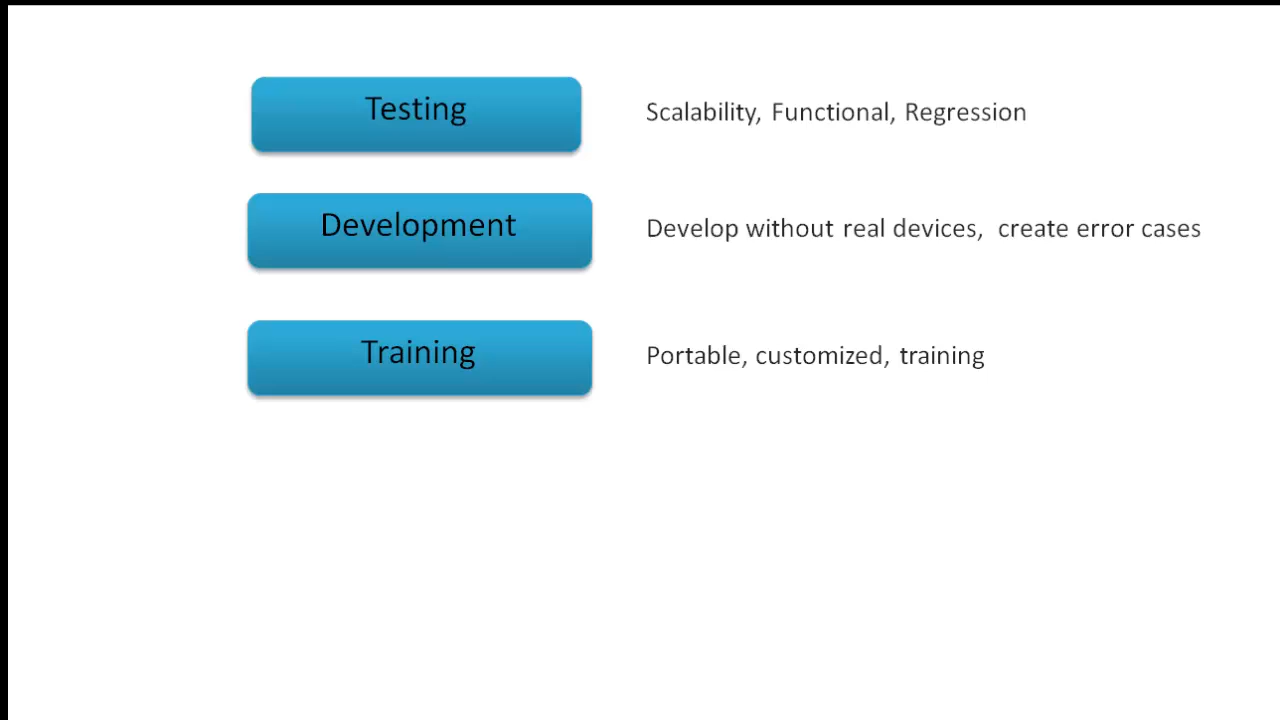 Testing
Scalability, Functional, Regression
Development
Develop without real devices,  create error cases
Training
Portable, customized, training